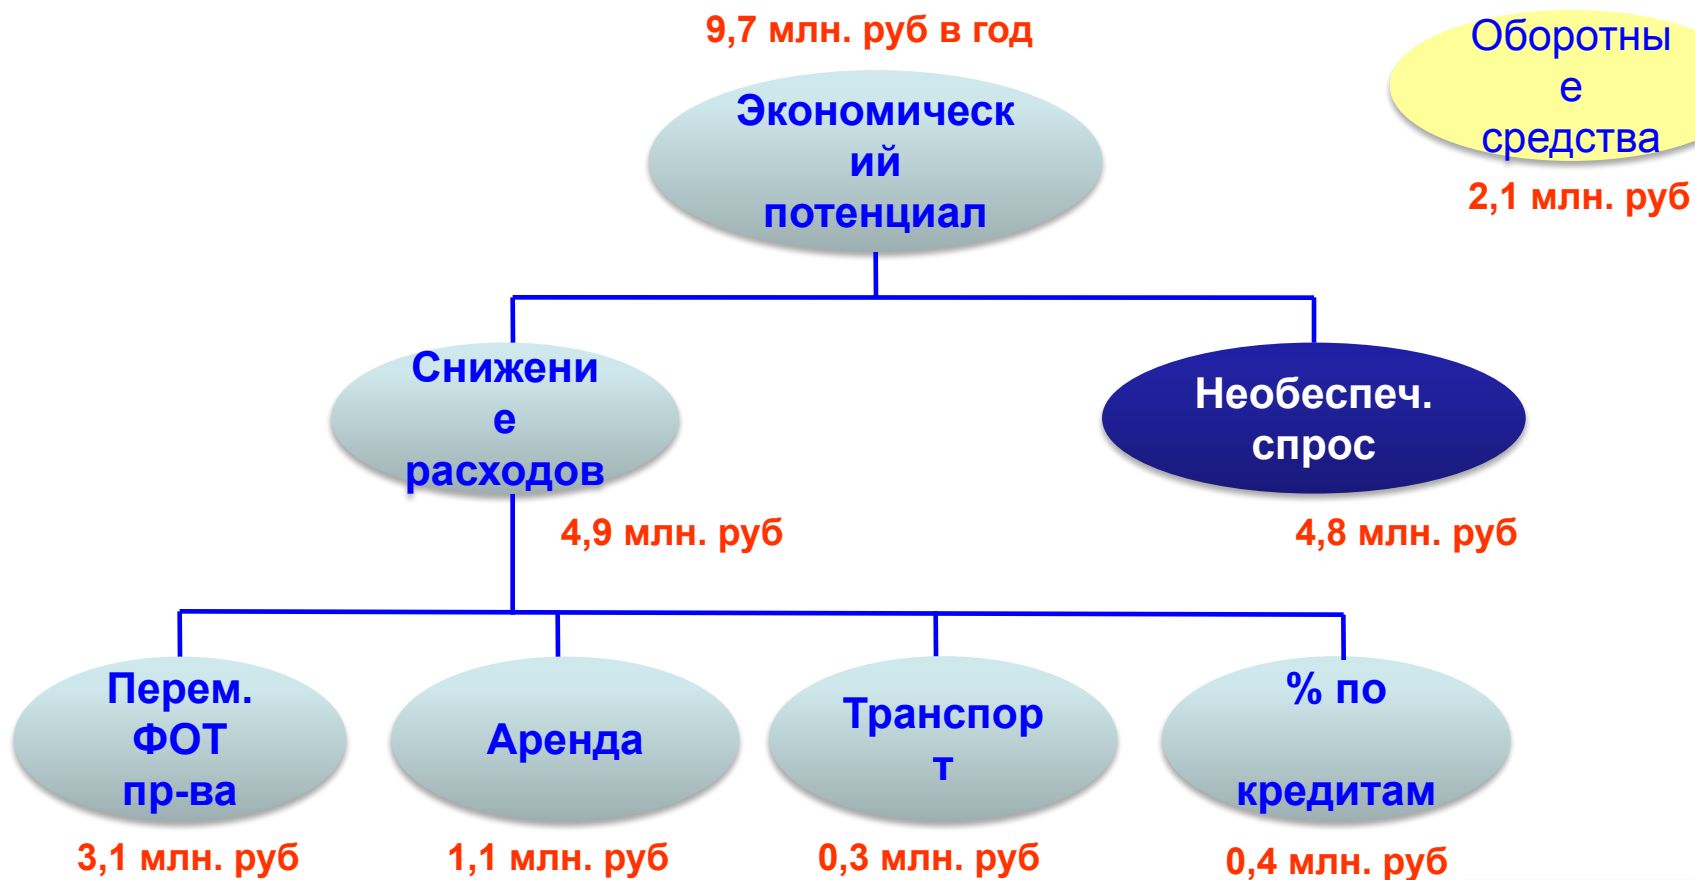 9,7 млн. руб в год
Экономическ
ий
потенциал
Оборотны
е
средства
2,1 млн. руб
Снижени
е
расходов
4,9 млн. руб
Необеспеч.
спрос
4,8 млн. руб
Перем.
ФОТ
пр-ва
3,1 млн. руб
Аренда
1,1 млн. руб
Транспор
т
0,3 млн. руб
% по
кредитам
0,4 млн. руб